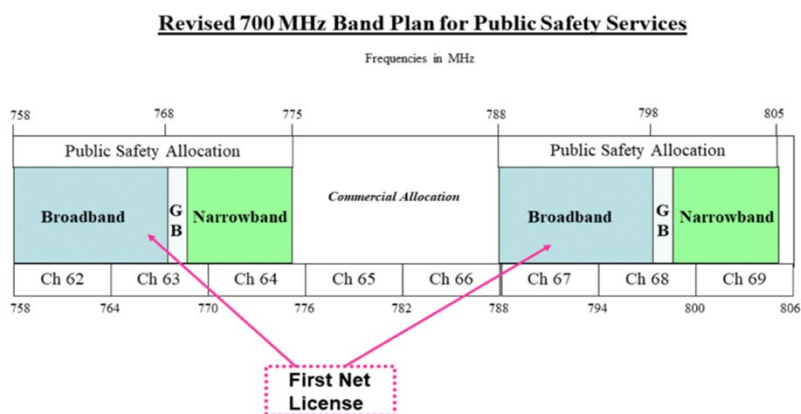 Revised 700 MHz Band Plan for Public Safety Services
Frequencies in MHz
758 768 775 788 798 805
Public Safety Allocation Public Safety Allocation
Broadband G B Narrowband Commercial Allocation Broadband G B Narrowband
Ch 62 Ch 63 Ch 64 Ch 65 Ch 66 Ch 67 Ch 68 Ch 69
758 764 770 776 782 788 794 800 806
First Net
License